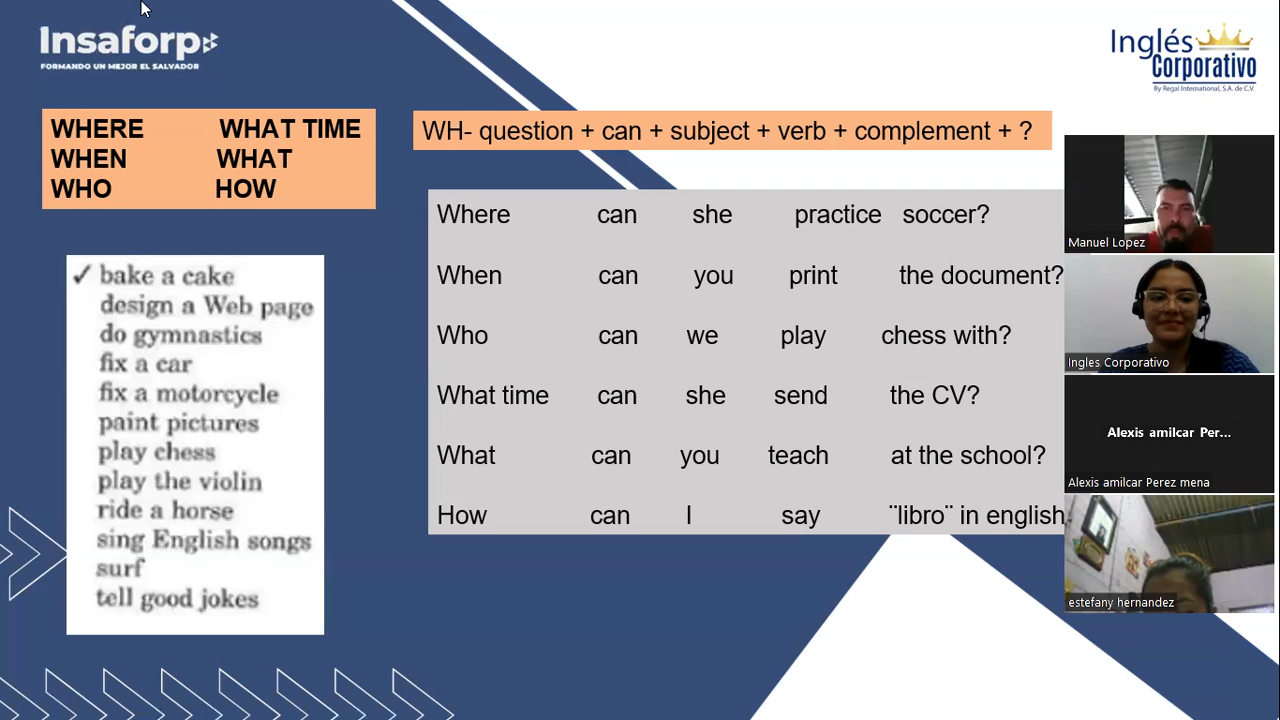 Insaforp
FORMANDO UN MEJOR EL SALVADOR
Inglés
Corporativo
By Regal International, S.A. de C.V.
WHERE WHAT TIME
WHEN WHAT
WHO HOW
WH- question + can + subject + verb + complement + ?
✓ bake a cake
design a Web page
do gymnastics
fix a car
fix a motorcycle
paint pictures
play chess
play the violin
ride a horse
sing English songs
surf
tell good jokes
Where can she practice soccer?
When can you print the document?
Who can we play chess with?
What time can she send the CV?
What can you teach at the school?
How can I say ¨libro¨ in english
Manuel Lopez
Ingles Corporativo
Alexis amilcar Per...
Alexis amilcar Perez mena
estefany hernandez